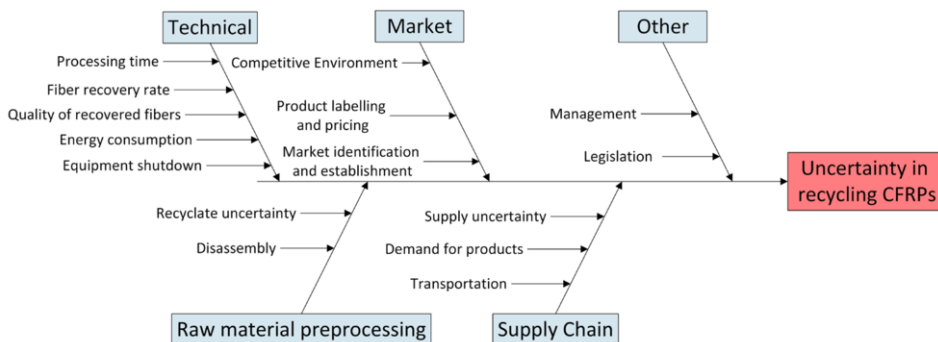 Technical
Market
Other
Processing time
Fiber recovery rate
Quality of recovered fibers
Energy consumption
Equipment shutdown
Competitive Environment
Product labelling
and pricing
Market identification
and establishment
Management
Legislation
Uncertainty in
recycling CFRPs
Recyclate uncertainty
Disassembly
Supply uncertainty
Demand for products
Transportation
Raw material preprocessing
Supply Chain